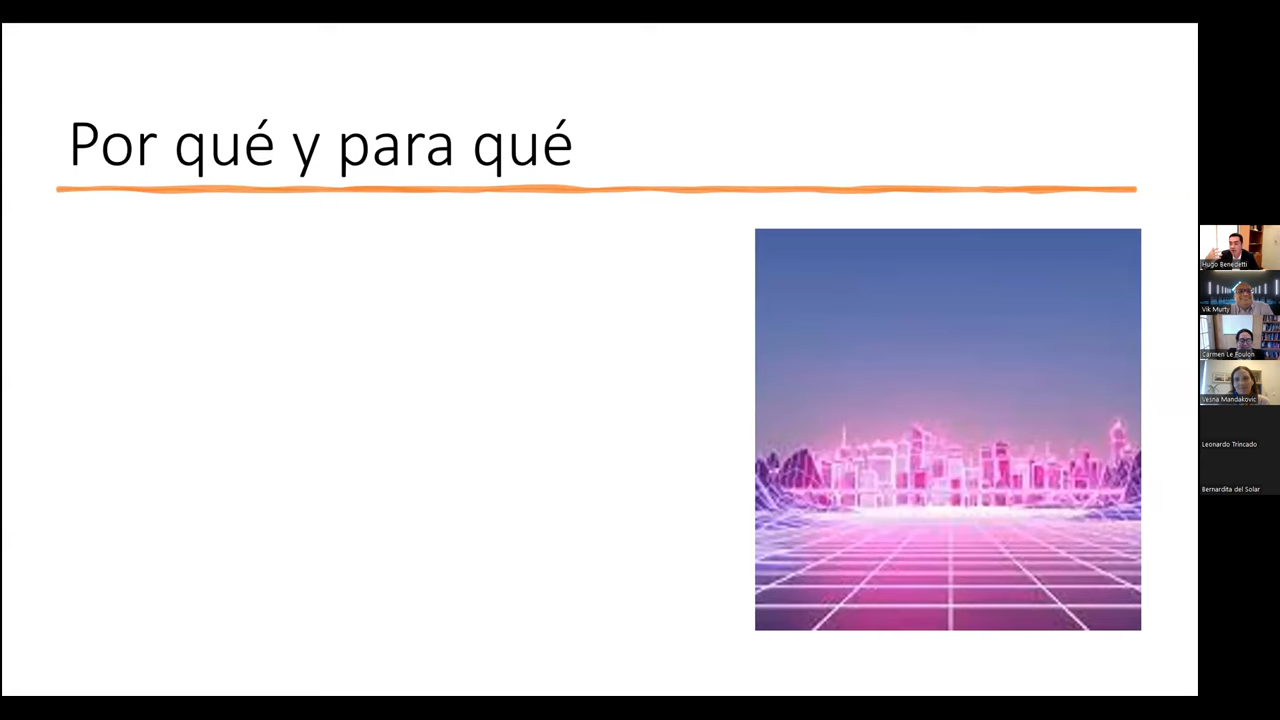 Por qué y para qué
Hugo Benedetti
Vik Murty
Carmen Le Foulon
Vesna Mandakovic
Leonardo Trincado
Bernardita del Solar